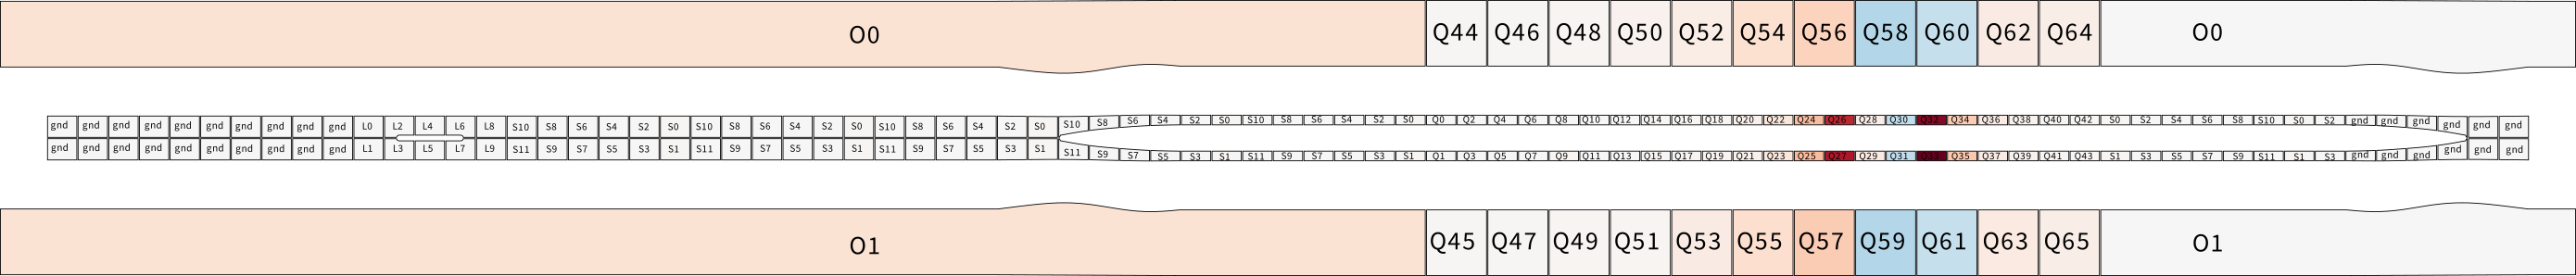 O0 Q44 Q46 Q48 Q50 Q52 Q54 Q56 Q58 Q60 Q62 Q64 O0
gnd gnd gnd gnd gnd gnd gnd gnd gnd gnd L0 L2 L4 L6 L8 S10 S8 S6 S4 S2 S0 S10 S8 S6 S4 S2 S0 S10 S8 S6 S4 S2 S0 S10 S8 S6 S4 S2 S0 S10 S8 S6 S4 S2 S0 Q0 Q2 Q4 Q6 Q8 Q10 Q12 Q14 Q16 Q18 Q20 Q22 Q24 Q26 Q28 Q30 Q32 Q34 Q36 Q38 Q40 Q42 S0 S2 S4 S6 S8 S10 S0 S2 gnd gnd gnd gnd gnd gnd
gnd gnd gnd gnd gnd gnd gnd gnd gnd gnd L1 L3 L5 L7 L9 S11 S9 S7 S5 S3 S1 S11 S9 S7 S5 S3 S1 S11 S9 S7 S5 S3 S1 S11 S9 S7 S5 S3 S1 S11 S9 S7 S5 S3 S1 Q1 Q3 Q5 Q7 Q9 Q11 Q13 Q15 Q17 Q19 Q21 Q23 Q25 Q27 Q29 Q31 Q33 Q35 Q37 Q39 Q41 Q43 S1 S3 S5 S7 S9 S11 S1 S3 gnd gnd gnd gnd gnd gnd
O1 Q45 Q47 Q49 Q51 Q53 Q55 Q57 Q59 Q61 Q63 Q65 O1